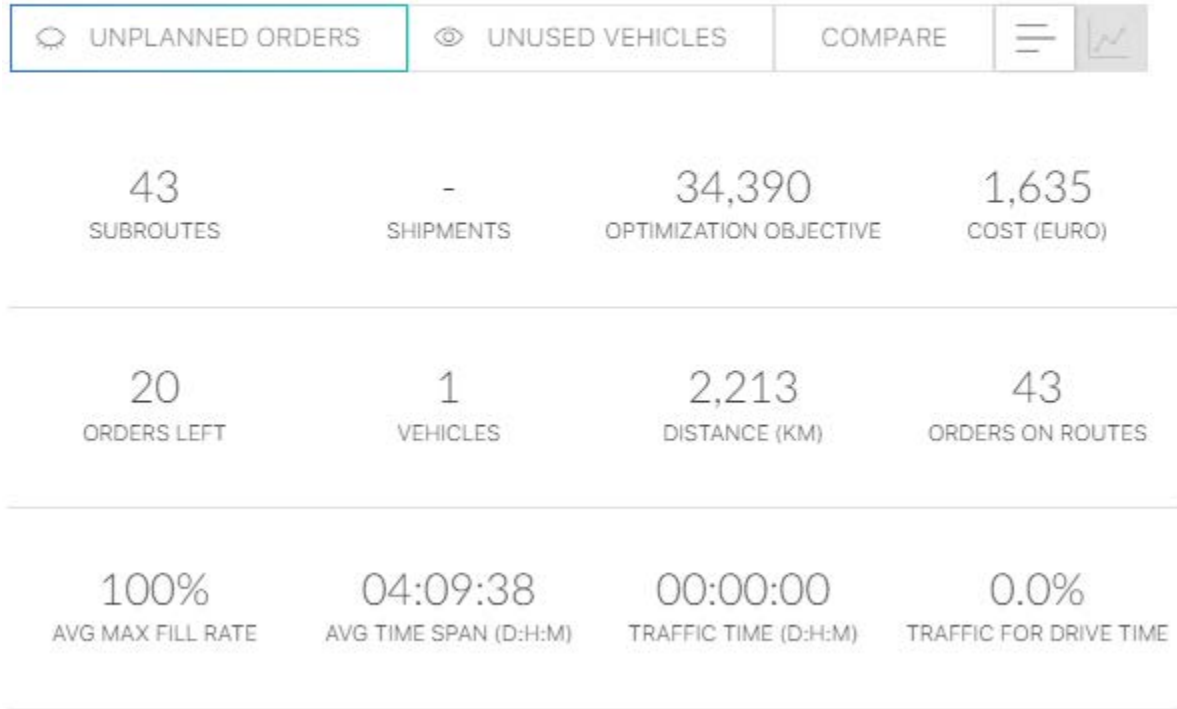 UNPLANNED ORDERS UNUSED VEHICLES COMPARE
43 - 34,390 1,635
SUBROUTES SHIPMENTS OPTIMIZATION OBJECTIVE COST (EURO)
20 1 2,213 43
ORDERS LEFT VEHICLES DISTANCE (KM) ORDERS ON ROUTES
100% 04:09:38 00:00:00 0.0%
AVG MAX FILL RATE AVG TIME SPAN (D:H:M) TRAFFIC TIME (D:H:M) TRAFFIC FOR DRIVE TIME